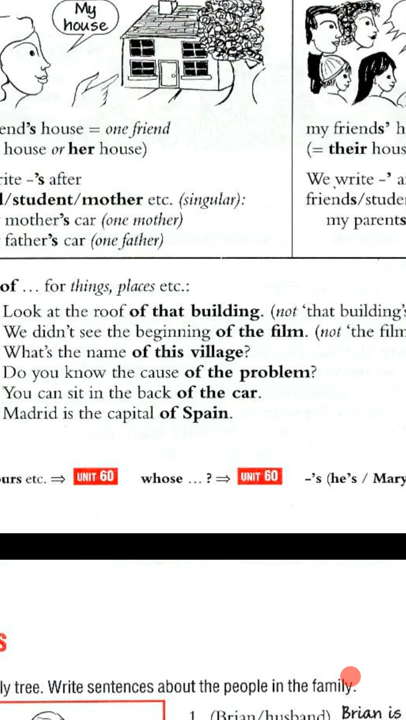 My
house
end's house = one friend
house or her house)
my friends' h
(= their hous
rite -'s after
l/student/mother etc. (singular):
mother's car (one mother)
father's car (one father)
We write -' a
friends/stude
my parents
of ... for things, places etc.:
Look at the roof of that building. (not 'that building's
We didn't see the beginning of the film. (not 'the film
What's the name of this village?
Do you know the cause of the problem?
You can sit in the back of the car.
Madrid is the capital of Spain.
urs etc. ⇒ UNIT 60 whose ... ? ⇒ UNIT 60 -'s (he's / Mary
s
ly tree. Write sentences about the people in the family.
1 (Brian/husband) Brian is